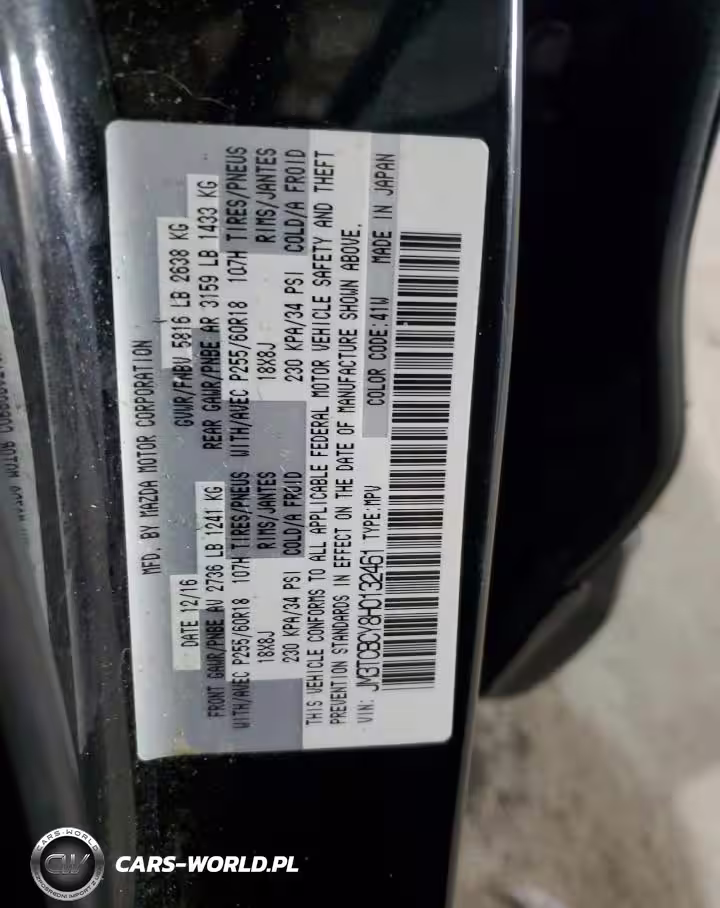 MFD. BY MAZDA MOTOR CORPORATION
DATE 12/16 GVWR/PNBV 5816 LB 2638 KG
FRONT GAWR/PNBE AV 2736 LB 1241 KG REAR GAWR/PNBE AR 3159 LB 1433 KG
WITH/AVEC P255/60R18 107H TIRES/PNEUS WITH/AVEC P255/60R18 107H TIRES/PNEUS
18X8J RIMS/JANTES 18X8J RIMS/JANTES
230 KPA/34 PSI COLD/A FROID 230 KPA/34 PSI COLD/A FROID
THIS VEHICLE CONFORMS TO ALL APPLICABLE FEDERAL MOTOR VEHICLE SAFETY AND THEFT
PREVENTION STANDARDS IN EFFECT ON THE DATE OF MANUFACTURE SHOWN ABOVE.
VIN: JM3TCBCY8H0132461 TYPE:MPV COLOR CODE:41W MADE IN JAPAN
CARS-WORLD
CW
CARS-WORLD.PL